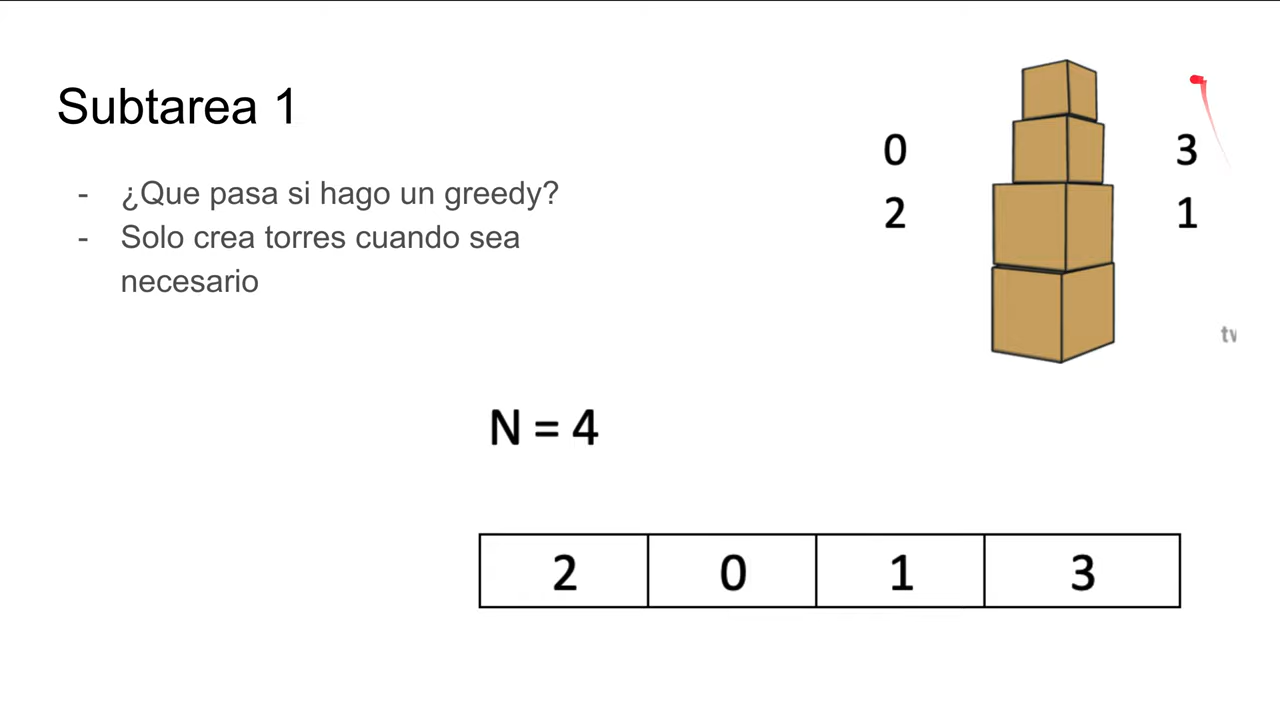 Subtarea 1
- ¿Que pasa si hago un greedy?
- Solo crea torres cuando sea
necesario
0 3
2 1
N = 4
2 0 1 3